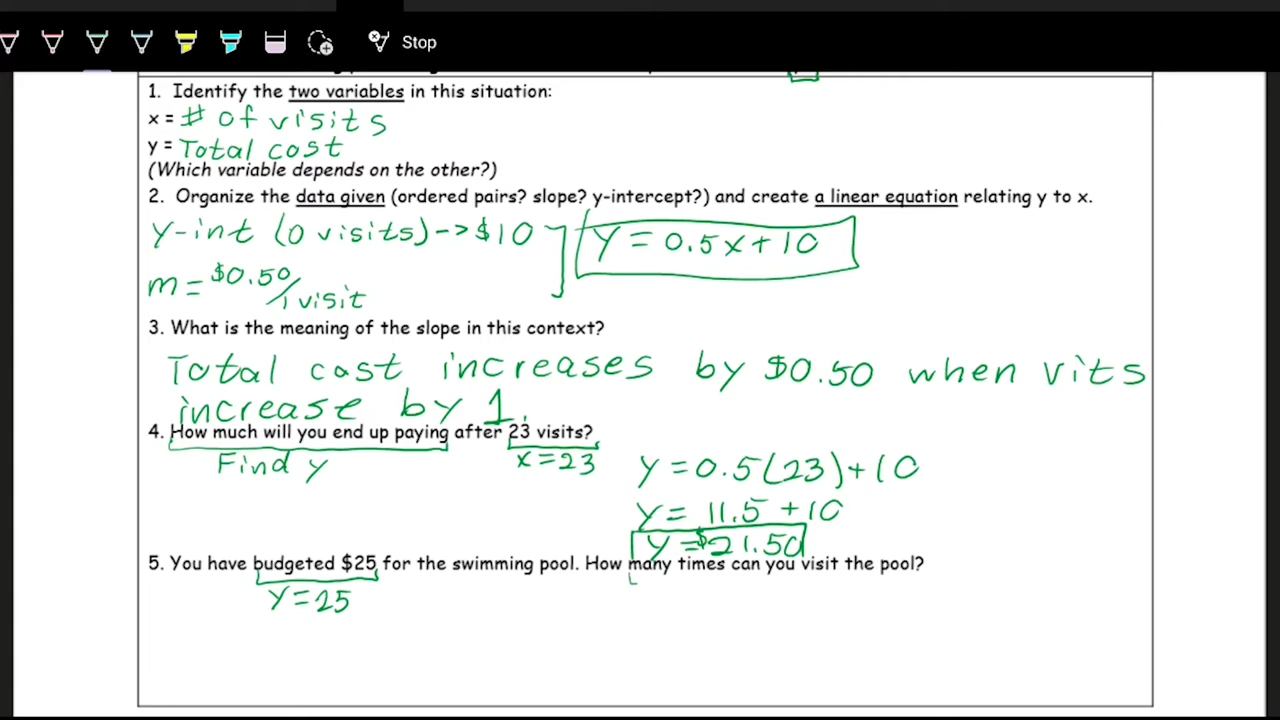 Stop
1. Identify the two variables in this situation:
x = # of visits
y = Total cost
(Which variable depends on the other?)
2. Organize the data given (ordered pairs? slope? y-intercept?) and create a linear equation relating y to x.
y-int (0 visits) -> $10
y = 0.5x + 10
m = $0.50/1 visit
3. What is the meaning of the slope in this context?
Total cost increases by $0.50 when vits
increase by 1.
4. How much will you end up paying after 23 visits?
Find y
x = 23
y = 0.5(23) + 10
y = 11.5 + 10
y = $21.50
5. You have budgeted $25 for the swimming pool. How many times can you visit the pool?
y = 25